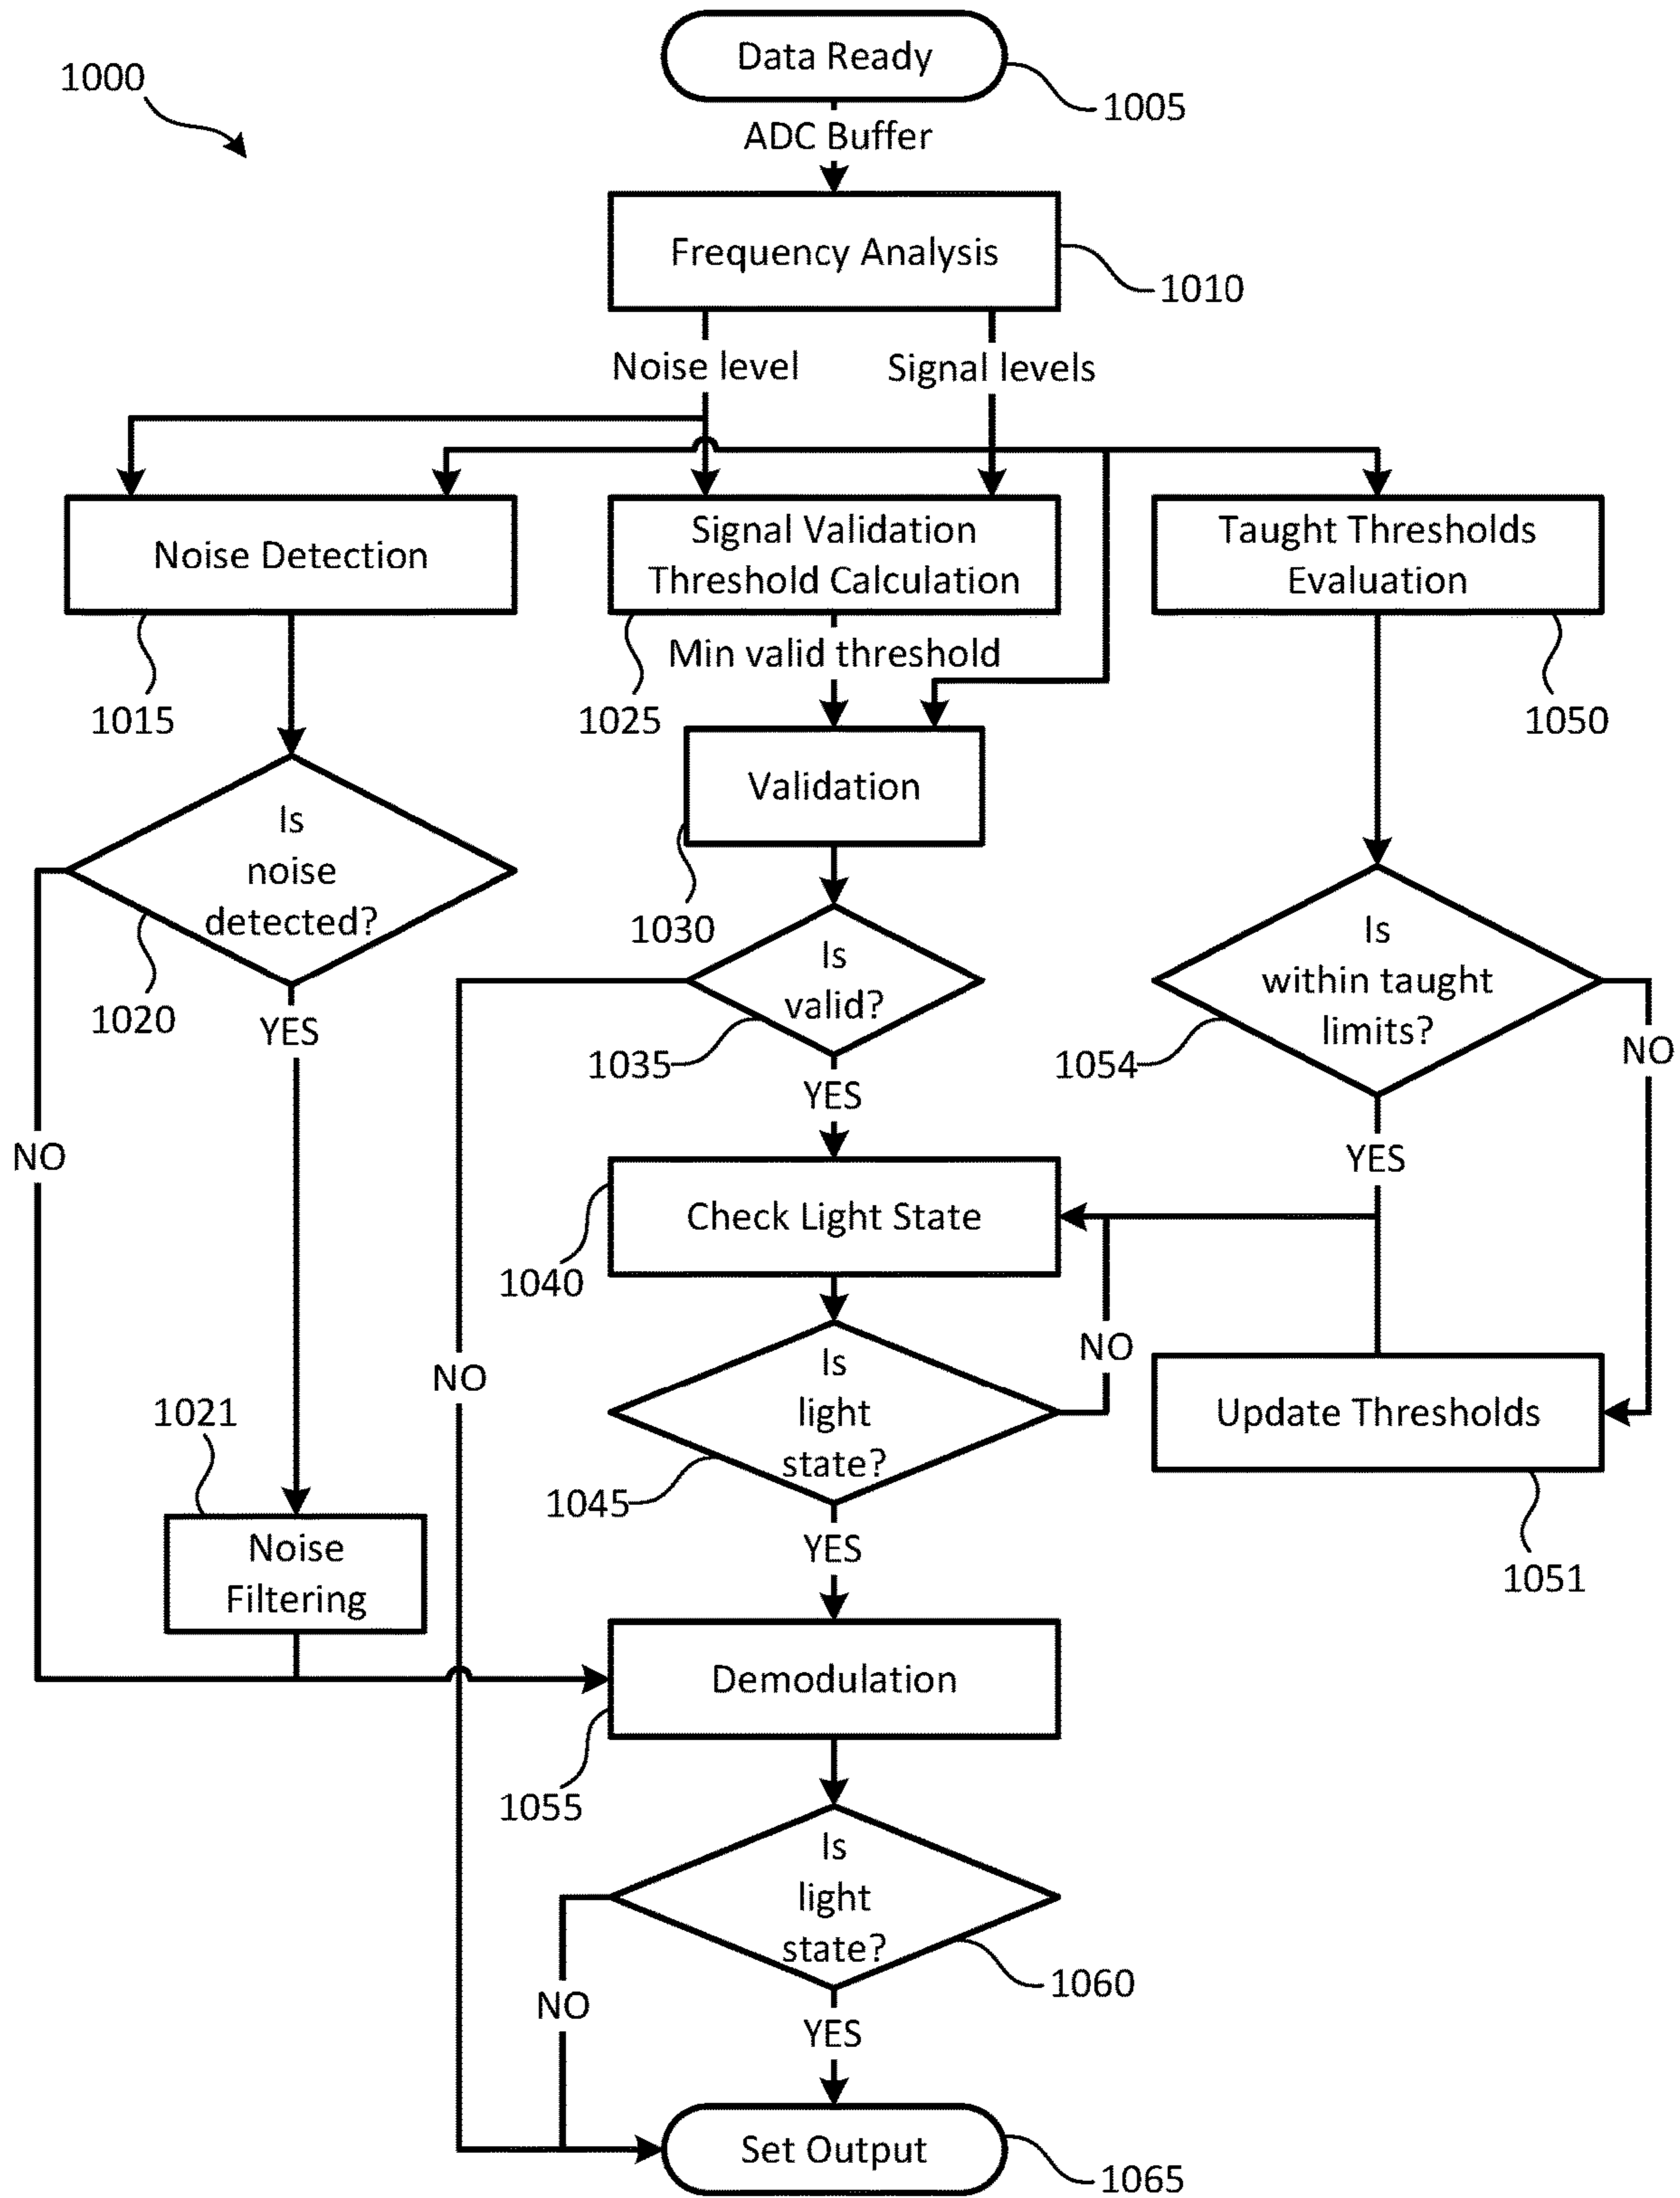 1000
Data Ready
1005
ADC Buffer
Frequency Analysis
1010
Noise level
Signal levels
Noise Detection
1015
Signal Validation
Threshold Calculation
1025
Taught Thresholds
Evaluation
1050
Min valid threshold
Validation
1030
Is
noise
detected?
1020
YES
NO
Is
valid?
1035
YES
NO
Is
within taught
limits?
1054
NO
YES
Check Light State
1040
Is
light
state?
1045
NO
YES
Update Thresholds
1051
1021
Noise
Filtering
Demodulation
1055
Is
light
state?
1060
NO
YES
Set Output
1065